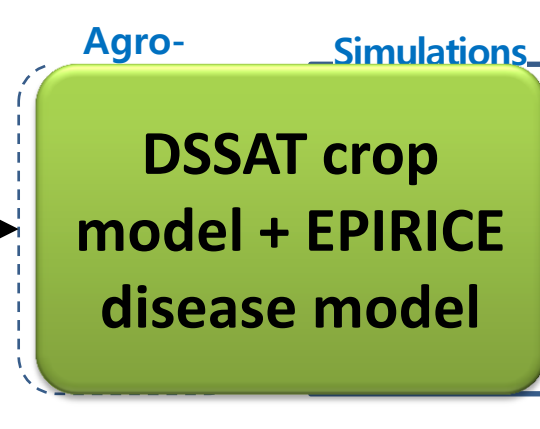 Agro-
Simulations
DSSAT crop
model + EPIRICE
disease model